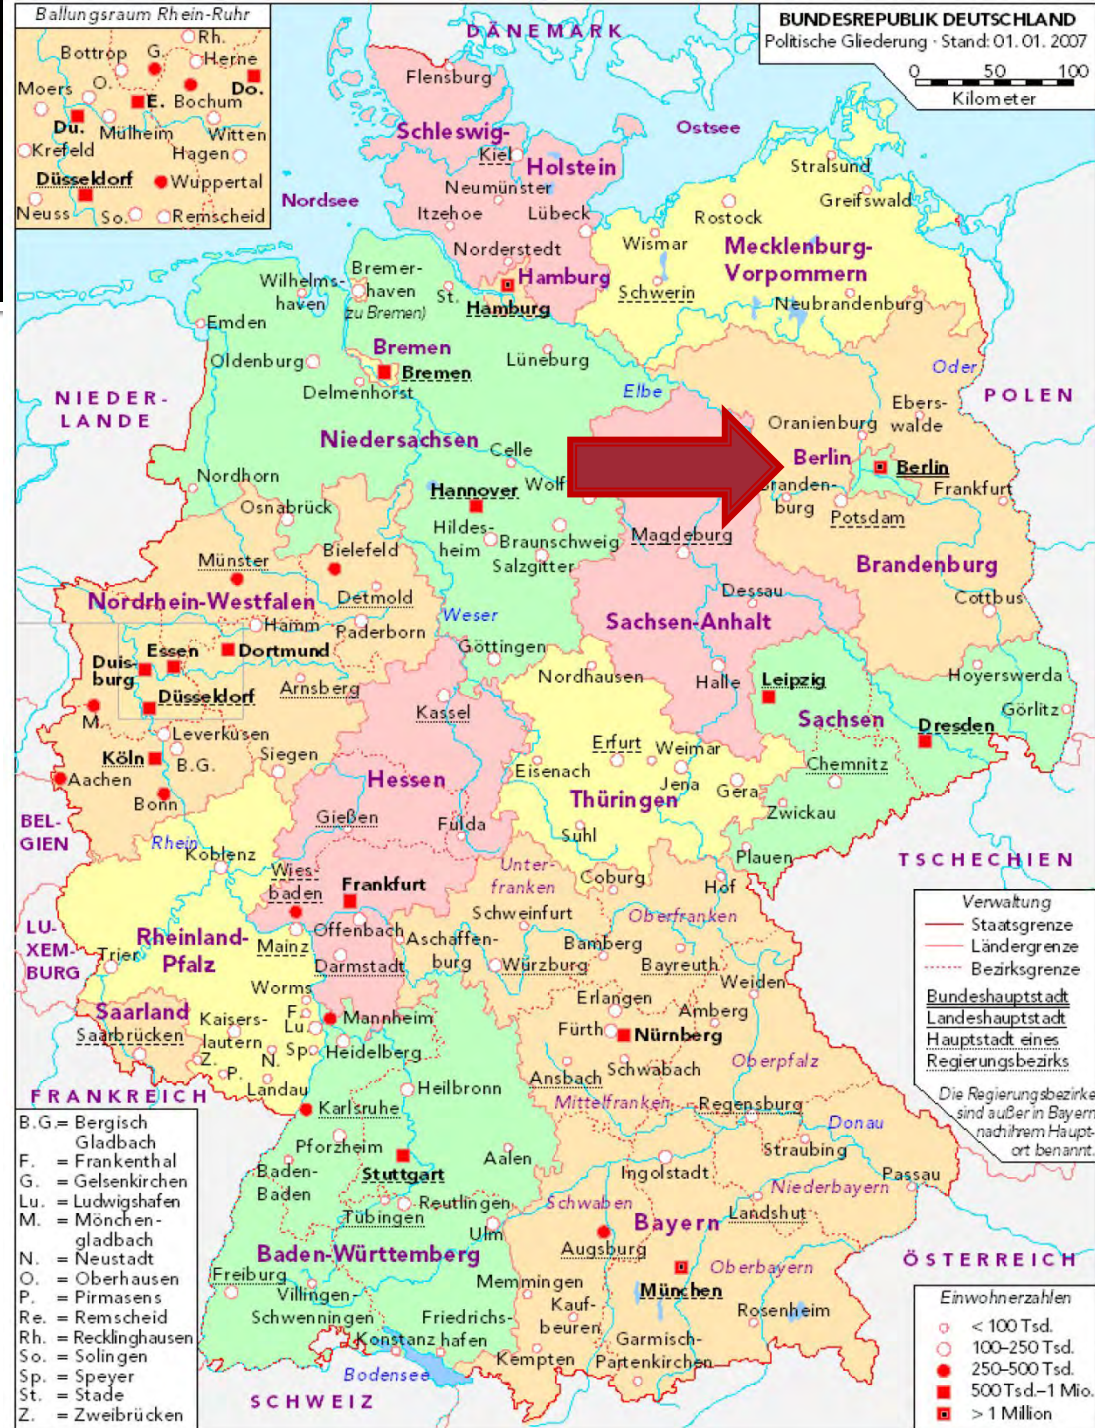 Ballungsraum Rhein-Ruhr
Rh.
Bottrop
G.
Herne
Moers
O.
E.
Bochum
Do.
Du.
Mülheim
Witten
Krefeld
Hagen
Düsseldorf
Wuppertal
Neuss
So.
Remscheid
BUNDESREPUBLIK DEUTSCHLAND
Politische Gliederung · Stand: 01. 01. 2007
0 50 100
Kilometer
DÄNEMARK
Flensburg
Schleswig-
Holstein
Kiel
Ostsee
Nordsee
Neumünster
Itzehoe
Lübeck
Norderstedt
Hamburg
Hamburg
St.
Stralsund
Greifswald
Rostock
Wismar
Mecklenburg-
Vorpommern
Schwerin
Neubrandenburg
Wilhelms-
haven
Bremer-
haven
(zu Bremen)
Emden
Oldenburg
Bremen
Bremen
Delmenhorst
Lüneburg
Elbe
Oder
NIEDER-
LANDE
POLEN
Niedersachsen
Celle
Nordhorn
Hannover
Wolf
Osnabrück
Hildes-
heim
Braunschweig
Salzgitter
Oranienburg
Ebers-
walde
Berlin
Berlin
Branden-
burg
Potsdam
Frankfurt
Magdeburg
Brandenburg
Cottbus
Münster
Bielefeld
Detmold
Nordrhein-Westfalen
Hamm
Paderborn
Weser
Göttingen
Dessau
Sachsen-Anhalt
Essen
Dortmund
Duis-
burg
Düsseldorf
Arnsberg
M.
Leverkusen
Köln
B.G.
Siegen
Aachen
Bonn
Kassel
Nordhausen
Halle
Leipzig
Hoyerswerda
Görlitz
Sachsen
Dresden
Erfurt
Weimar
Eisenach
Jena
Gera
Chemnitz
Zwickau
Thüringen
Suhl
Plauen
Hessen
Gießen
Fulda
BEL-
GIEN
Rhein
Koblenz
TSCHECHIEN
Wies-
baden
Frankfurt
Unter-
franken
Coburg
Hof
Offenbach
Schweinfurt
Oberfranken
Mainz
Aschaffen-
burg
Bamberg
LU-
XEM-
BURG
Trier
Rheinland-
Pfalz
Darmstadt
Würzburg
Bayreuth
Weiden
Worms
Erlangen
Amberg
Saarland
Kaisers-
lautern
F.
Lu.
Mannheim
Fürth
Nürnberg
Saarbrücken
Sp.
Heidelberg
Oberpfalz
Z.
P.
N.
Landau
Schwabach
Ansbach
Heilbronn
FRANKREICH
Karlsruhe
Mittelfranken
Regensburg
Donau
Pforzheim
Straubing
Baden-
Baden
Stuttgart
Aalen
Ingolstadt
Passau
Niederbayern
Tübingen
Reutlingen
Schwaben
Landshut
Ulm
Bayern
Baden-Württemberg
Augsburg
Freiburg
Memmingen
München
Oberbayern
Villingen-
Schwenningen
Kauf-
beuren
Rosenheim
Friedrichs-
hafen
Konstanz
Garmisch-
Partenkirchen
Kempten
Bodensee
SCHWEIZ
ÖSTERREICH
Verwaltung
Staatsgrenze
Ländergrenze
Bezirksgrenze
Bundeshauptstadt
Landeshauptstadt
Hauptstadt eines
Regierungsbezirks
Die Regierungsbezirke
sind außer in Bayern
nach ihrem Haupt-
ort benannt.
B.G.= Bergisch
Gladbach
F. = Frankenthal
G. = Gelsenkirchen
Lu. = Ludwigshafen
M. = Mönchen-
gladbach
N. = Neustadt
O. = Oberhausen
P. = Pirmasens
Re. = Remscheid
Rh. = Recklinghausen
So. = Solingen
Sp. = Speyer
St. = Stade
Z. = Zweibrücken
Einwohnerzahlen
< 100 Tsd.
100–250 Tsd.
250–500 Tsd.
500 Tsd.–1 Mio.
> 1 Million